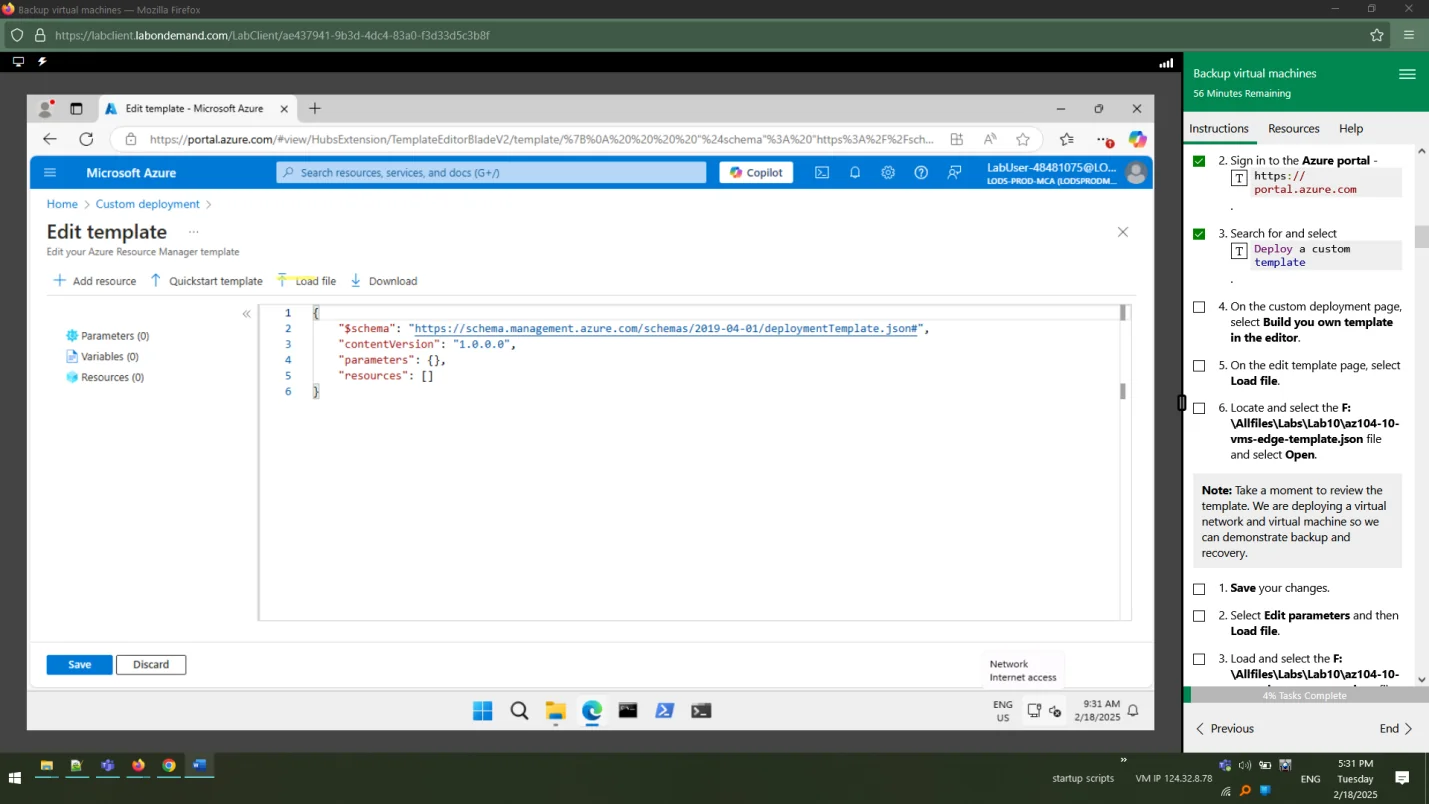 Backup virtual machines — Mozilla Firefox
https://labclient.labondemand.com/LabClient/ae437941-9b3d-4dc4-83a0-f3d33d5c3b8f
Edit template - Microsoft Azure
https://portal.azure.com/#view/HubsExtension/TemplateEditorBladeV2/template/%7B%0A%20%20%20%20"%24schema"%3A%20"https%3A%2F%2Fsch...
Microsoft Azure
Search resources, services, and docs (G+/)
Copilot
LabUser-48481075@LO...
LODS-PROD-MCA (LODSPRODM...
Home > Custom deployment >
Edit template ...
Edit your Azure Resource Manager template
Add resource
Quickstart template
Load file
Download
Parameters (0)
Variables (0)
Resources (0)
1 {
2 "$schema": "https://schema.management.azure.com/schemas/2019-04-01/deploymentTemplate.json#",
3 "contentVersion": "1.0.0.0",
4 "parameters": {},
5 "resources": []
6 }
Save
Discard
Network
Internet access
ENG
US
9:31 AM
2/18/2025
Backup virtual machines
56 Minutes Remaining
Instructions
Resources
Help
2. Sign in to the Azure portal -
T https://
portal.azure.com
.
3. Search for and select
T Deploy a custom
template
.
4. On the custom deployment page,
select Build you own template
in the editor.
5. On the edit template page, select
Load file.
6. Locate and select the F:
\Allfiles\Labs\Lab10\az104-10-
vms-edge-template.json file
and select Open.
Note: Take a moment to review the
template. We are deploying a virtual
network and virtual machine so we
can demonstrate backup and
recovery.
1. Save your changes.
2. Select Edit parameters and then
Load file.
3. Load and select the F:
\Allfiles\Labs\Lab10\az104-10-
4% Tasks Complete
Previous
End
startup scripts
VM IP 124.32.8.78
ENG
5:31 PM
Tuesday
2/18/2025